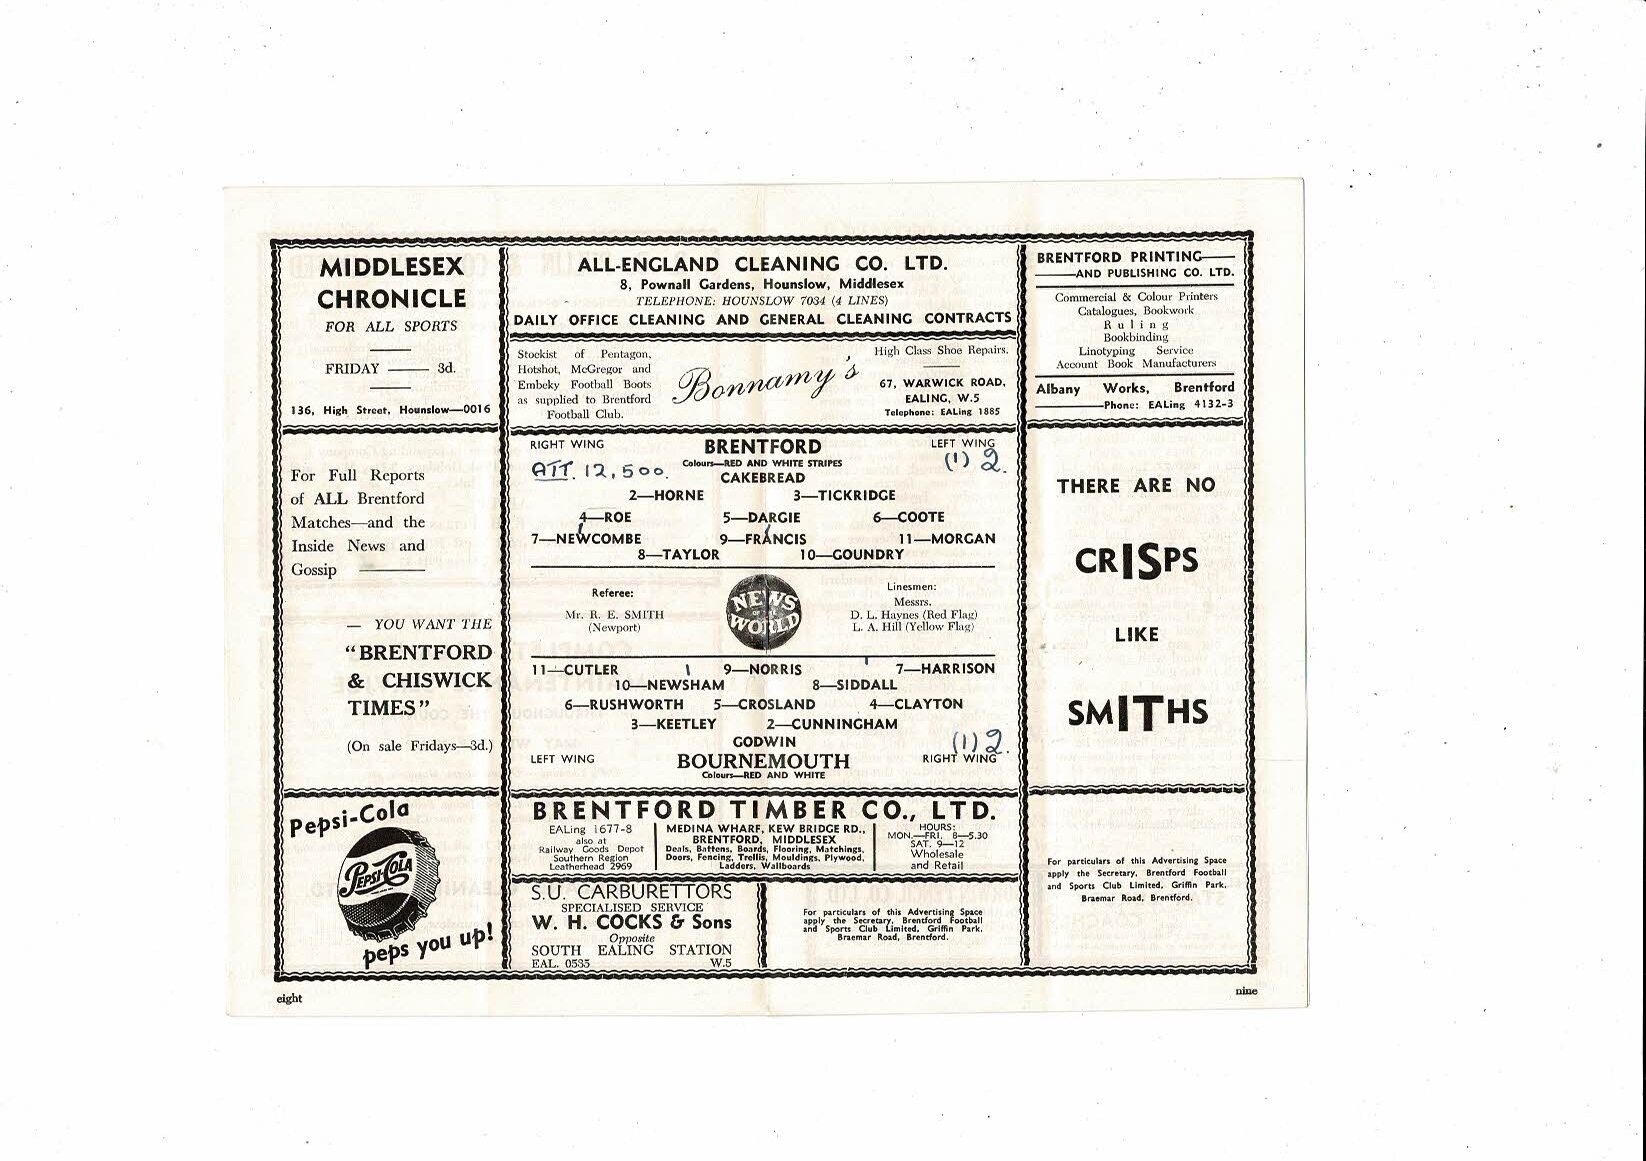 MIDDLESEX
CHRONICLE
FOR ALL SPORTS
FRIDAY —— 3d.
136, High Street, Hounslow—0016
For Full Reports
of ALL Brentford
Matches—and the
Inside News and
Gossip ———
— YOU WANT THE
“BRENTFORD
& CHISWICK
TIMES”
(On sale Fridays—3d.)
Pepsi-Cola
PEPSI-COLA
peps you up!
ALL-ENGLAND CLEANING CO. LTD.
8, Pownall Gardens, Hounslow, Middlesex
TELEPHONE: HOUNSLOW 7034 (4 LINES)
DAILY OFFICE CLEANING AND GENERAL CLEANING CONTRACTS
Stockist of Pentagon,
Hotshot, McGregor and
Embeky Football Boots
as supplied to Brentford
Football Club.
Bonnamy's
High Class Shoe Repairs.
67, WARWICK ROAD,
EALING, W.5
Telephone: EALing 1885
RIGHT WING BRENTFORD LEFT WING
Colours—RED AND WHITE STRIPES
ATT. 12,500. (1) 2.
CAKEBREAD
2—HORNE 3—TICKRIDGE
4—ROE 5—DARGIE 6—COOTE
7—NEWCOMBE 9—FRANCIS 11—MORGAN
8—TAYLOR 10—GOUNDRY
Referee:
Mr. R. E. SMITH
(Newport)
NEWS
OF THE
WORLD
Linesmen:
Messrs.
D. L. Haynes (Red Flag)
L. A. Hill (Yellow Flag)
11—CUTLER 1 9—NORRIS 1 7—HARRISON
10—NEWSHAM 8—SIDDALL
6—RUSHWORTH 5—CROSLAND 4—CLAYTON
3—KEETLEY 2—CUNNINGHAM
GODWIN (1) 2.
LEFT WING BOURNEMOUTH RIGHT WING
Colours—RED AND WHITE
BRENTFORD TIMBER CO., LTD.
EALing 1677-8
also at
Railway Goods Depot
Southern Region
Leatherhead 2969
MEDINA WHARF, KEW BRIDGE RD.,
BRENTFORD, MIDDLESEX
Deals, Battens, Boards, Flooring, Matchings,
Doors, Fencing, Trellis, Mouldings, Plywood,
Ladders, Wallboards
HOURS:
MON.—FRI. 8—5.30
SAT. 9—12
Wholesale
and Retail
S.U. CARBURETTORS
SPECIALISED SERVICE
W. H. COCKS & Sons
Opposite
SOUTH EALING STATION
EAL. 0535 W.5
For particulars of this Advertising Space
apply the Secretary, Brentford Football
and Sports Club Limited, Griffin Park,
Braemar Road, Brentford.
BRENTFORD PRINTING—
—AND PUBLISHING CO. LTD.
Commercial & Colour Printers
Catalogues, Bookwork
Ruling
Bookbinding
Linotyping Service
Account Book Manufacturers
Albany Works, Brentford
———Phone: EALing 4132-3
THERE ARE NO
CRISPS
LIKE
SMITHS
For particulars of this Advertising Space
apply the Secretary, Brentford Football
and Sports Club Limited, Griffin Park,
Braemar Road, Brentford.
eight
nine